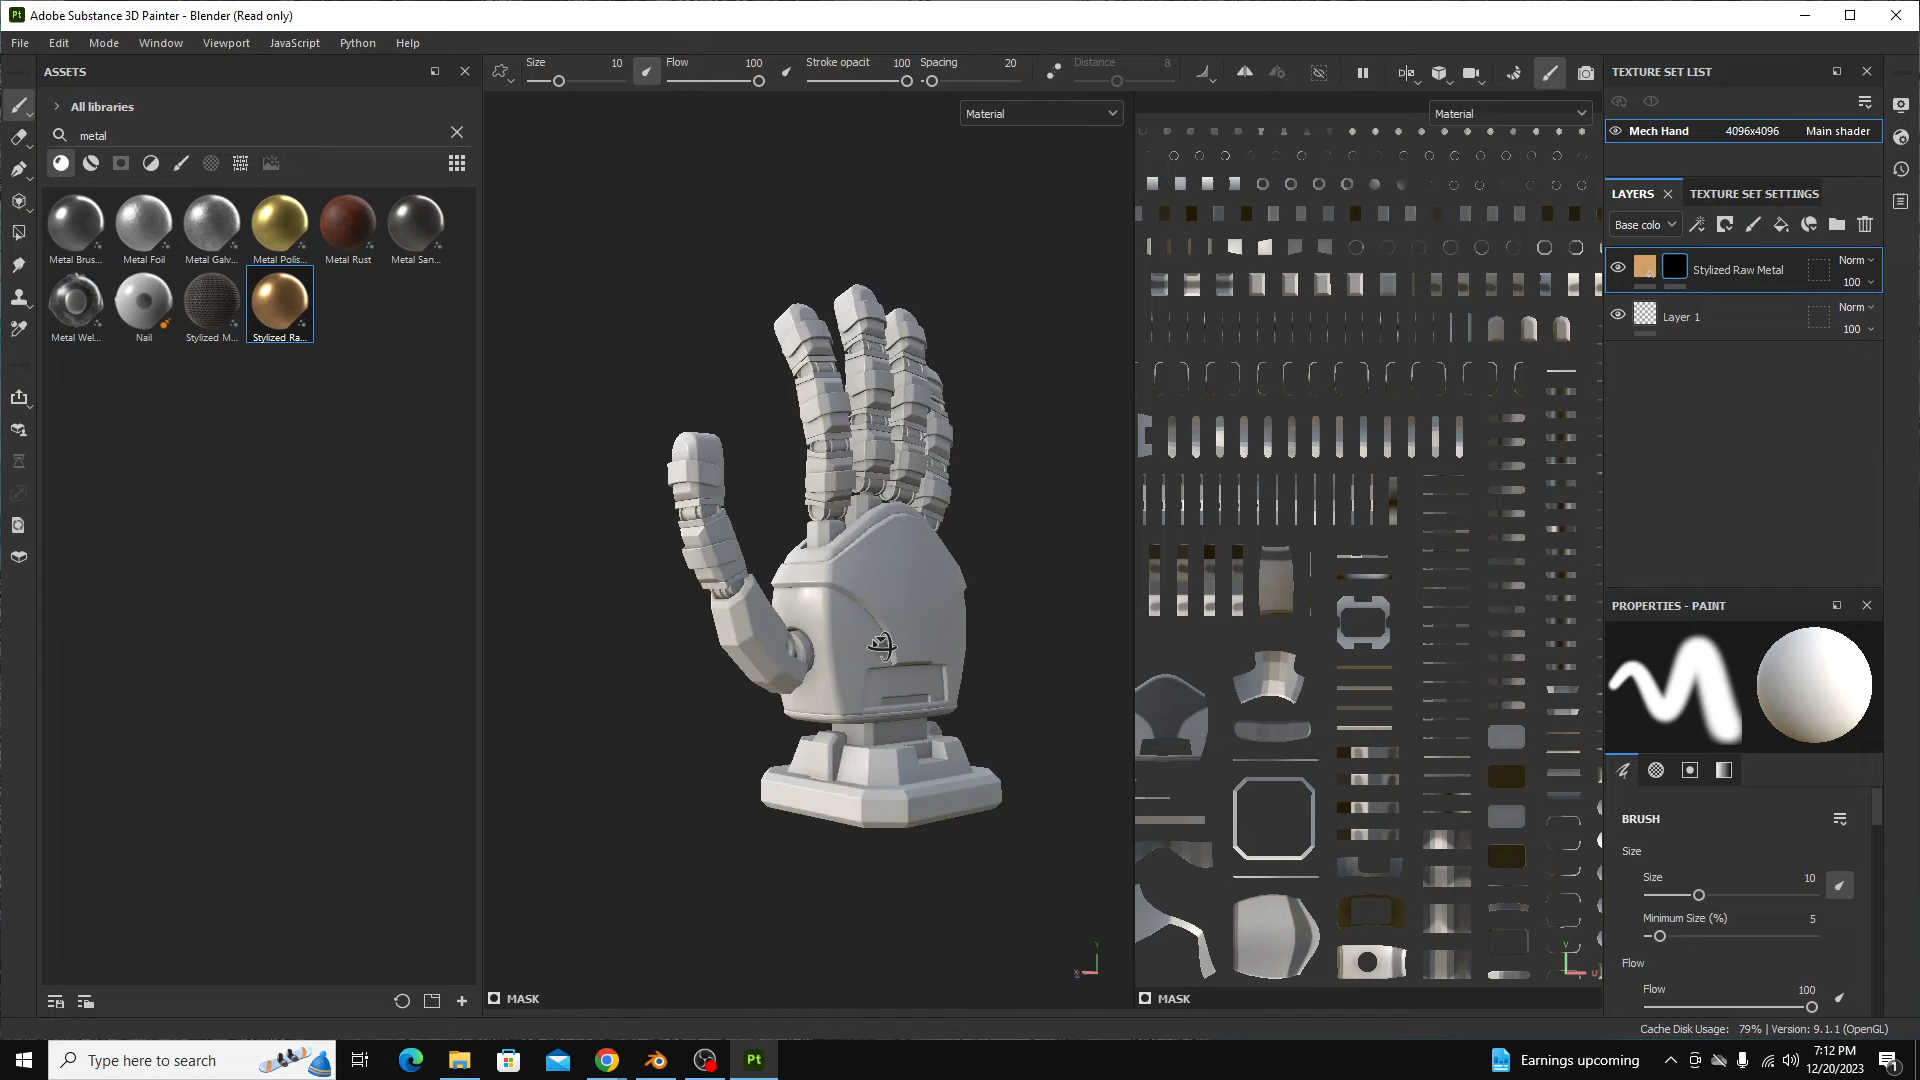 Adobe Substance 3D Painter - Blender (Read only)
File Edit Mode Window Viewport JavaScript Python Help
ASSETS
Size 10 Flow 100 Stroke opacit 100 Spacing 20 Distance 8
All libraries
metal
Metal Brus... Metal Foil Metal Galv... Metal Polis... Metal Rust Metal San...
Metal Wel... Nail Stylized M... Stylized Ra...
Material
Material
MASK
MASK
TEXTURE SET LIST
Mech Hand 4096x4096 Main shader
LAYERS TEXTURE SET SETTINGS
Base colo
Stylized Raw Metal Norm
100
Layer 1 Norm
100
PROPERTIES - PAINT
BRUSH
Size
Size 10
Minimum Size (%) 5
Flow
Flow 100
Cache Disk Usage: 79% | Version: 9.1.1 (OpenGL)
Type here to search
Pt
Earnings upcoming
7:12 PM
12/20/2023
1